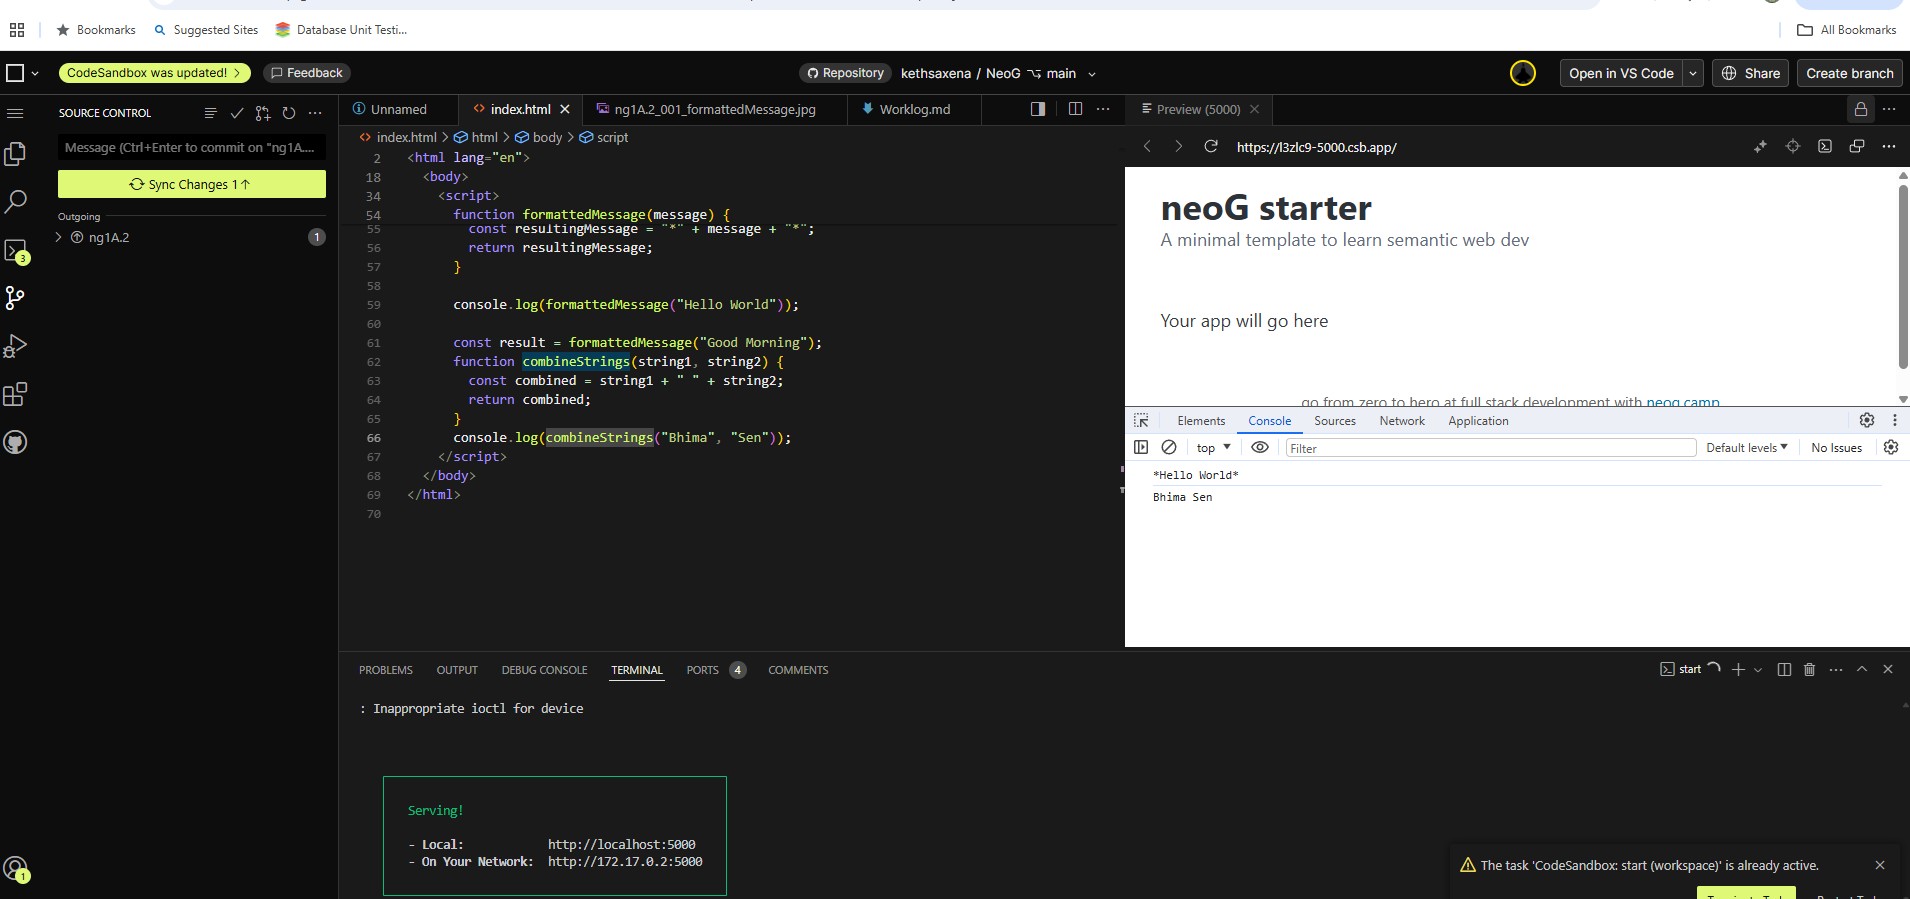 Bookmarks Suggested Sites Database Unit Testi... All Bookmarks
CodeSandbox was updated! > Feedback Repository kethsaxena / NeoG main Open in VS Code Share Create branch
SOURCE CONTROL
Message (Ctrl+Enter to commit on "ng1A....
Sync Changes 1↑
Outgoing
ng1A.2 1
3
1
Unnamed index.html ng1A.2_001_formattedMessage.jpg Worklog.md
index.html > html > body > script
2 <html lang="en">
18 <body>
34 <script>
54 function formattedMessage(message) {
55 const resultingMessage = "*" + message + "*";
56 return resultingMessage;
57 }
58
59 console.log(formattedMessage("Hello World"));
60
61 const result = formattedMessage("Good Morning");
62 function combineStrings(string1, string2) {
63 const combined = string1 + " " + string2;
64 return combined;
65 }
66 console.log(combineStrings("Bhima", "Sen"));
67 </script>
68 </body>
69 </html>
70
Preview (5000)
https://l3zlc9-5000.csb.app/
neoG starter
A minimal template to learn semantic web dev
Your app will go here
go from zero to hero at full stack development with neog camp
Elements Console Sources Network Application
top Filter Default levels No Issues
*Hello World*
Bhima Sen
PROBLEMS OUTPUT DEBUG CONSOLE TERMINAL PORTS 4 COMMENTS
start
: Inappropriate ioctl for device
Serving!
- Local: http://localhost:5000
- On Your Network: http://172.17.0.2:5000
The task 'CodeSandbox: start (workspace)' is already active.